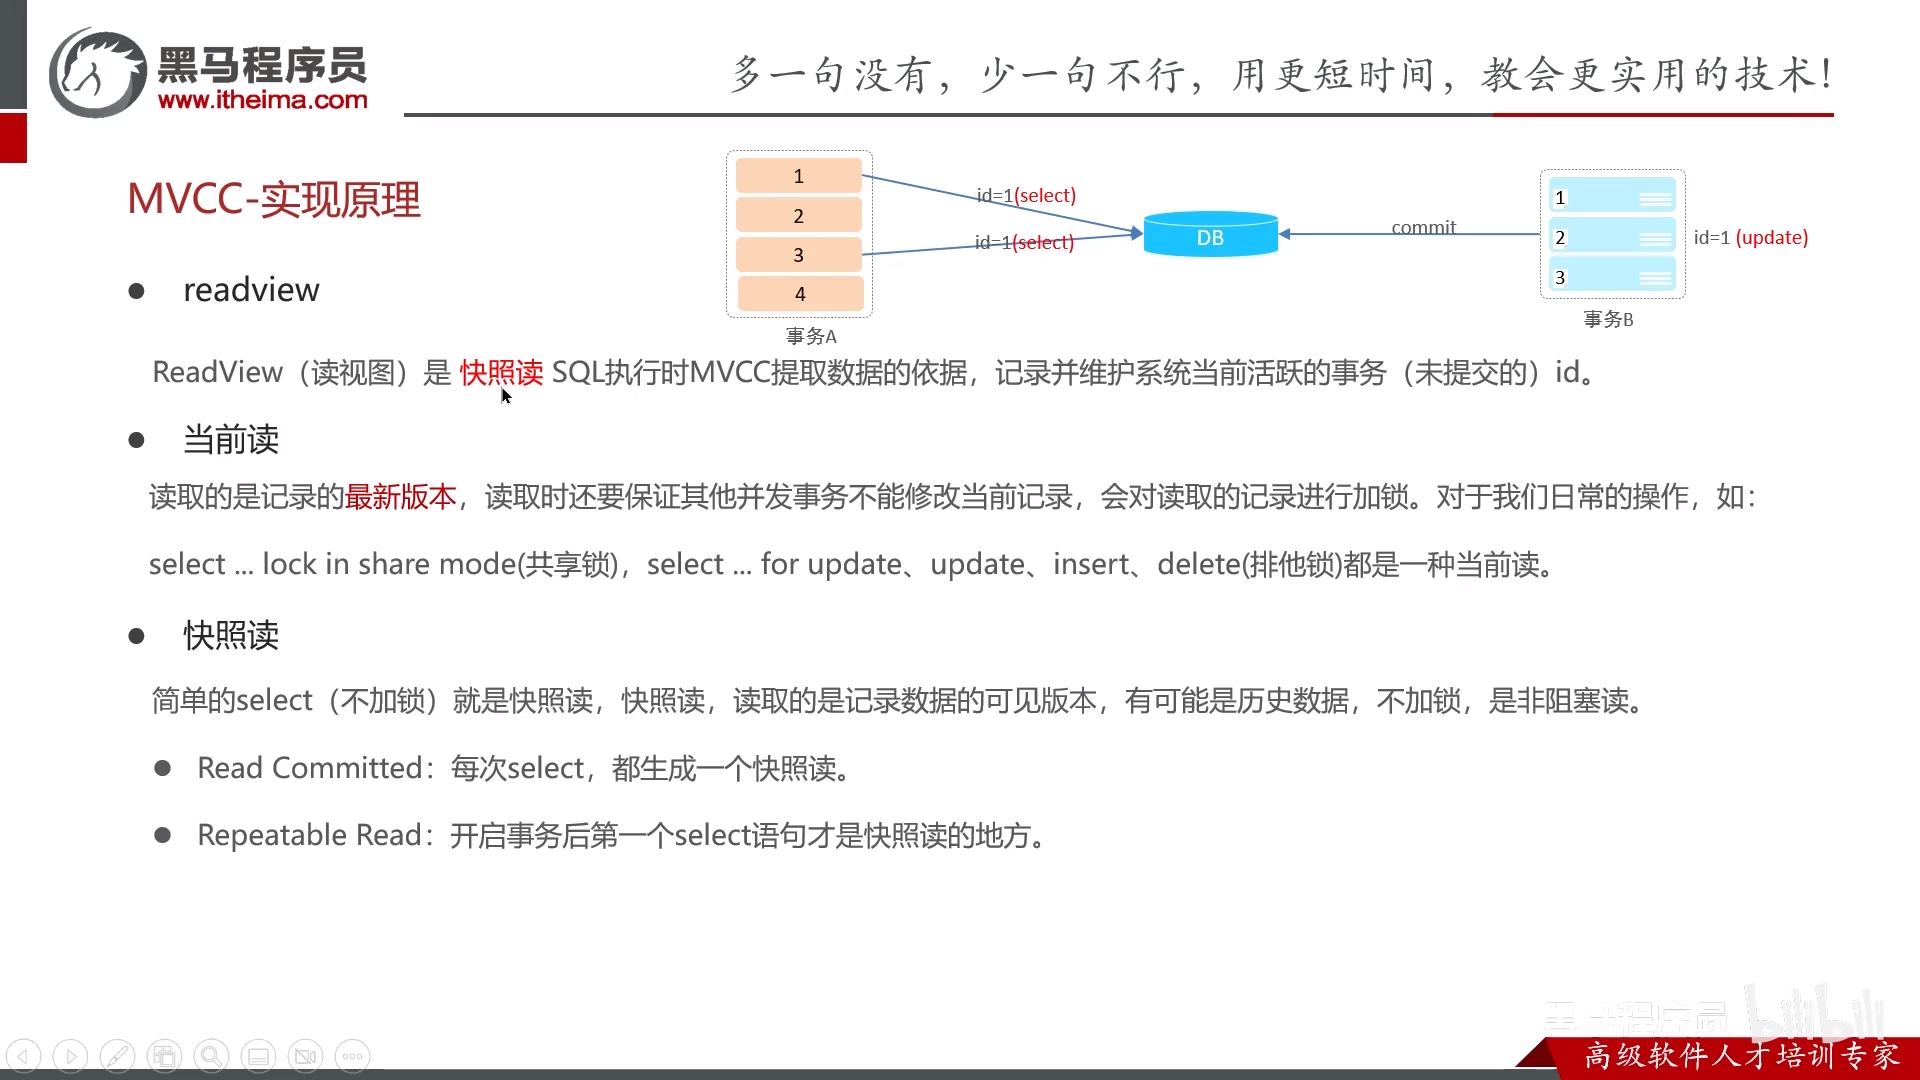 黑马程序员
www.itheima.com
多一句没有，少一句不行，用更短时间，教会更实用的技术！
MVCC-实现原理
1
2
3
4
事务A
id=1(select)
id=1(select)
DB
commit
1
2
3
id=1 (update)
事务B
● readview
ReadView（读视图）是 快照读 SQL执行时MVCC提取数据的依据，记录并维护系统当前活跃的事务（未提交的）id。
● 当前读
读取的是记录的最新版本，读取时还要保证其他并发事务不能修改当前记录，会对读取的记录进行加锁。对于我们日常的操作，如：
select ... lock in share mode(共享锁)，select ... for update、update、insert、delete(排他锁)都是一种当前读。
● 快照读
简单的select（不加锁）就是快照读，快照读，读取的是记录数据的可见版本，有可能是历史数据，不加锁，是非阻塞读。
● Read Committed：每次select，都生成一个快照读。
● Repeatable Read：开启事务后第一个select语句才是快照读的地方。
黑马程序员 bilibili
高级软件人才培训专家